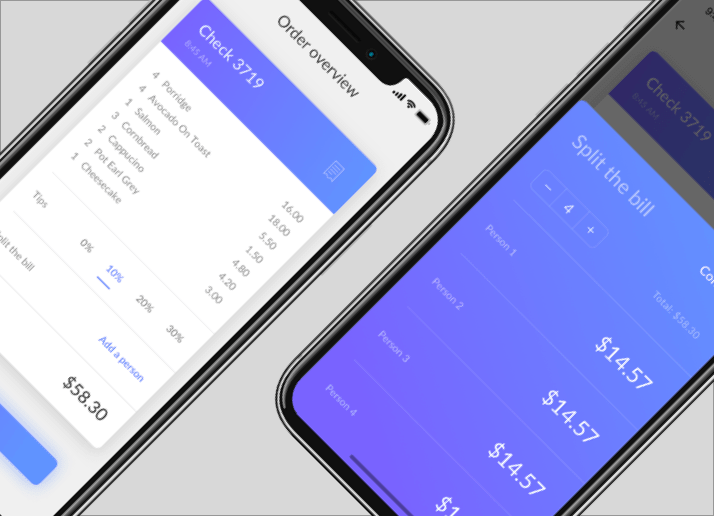 Order overview
Check 3719
8:45 AM
4 Porridge 16.00
4 Avocado On Toast 18.00
1 Salmon 5.50
3 Cornbread 1.50
2 Cappucino 4.80
2 Pot Earl Grey 4.20
1 Cheesecake 3.00
Tips
0% 10% 20% 30%
the bill
Add a person
$58.30
Check 3719
8:45 AM
Split the bill
- 4 +
Total: $58.30
Person 1 $14.57
Person 2 $14.57
Person 3 $14.57
Person 4